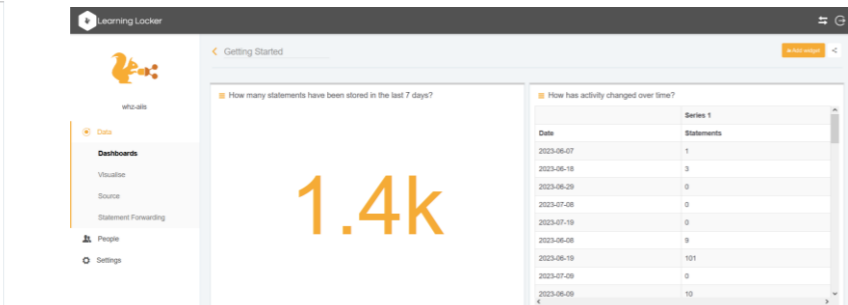 Learning Locker
Getting Started
Add widget
whz-ails
Data
Dashboards
Visualise
Source
Statement Forwarding
People
Settings
How many statements have been stored in the last 7 days?
1.4k
How has activity changed over time?
Series 1
Date Statements
2023-06-07 1
2023-06-18 3
2023-06-29 0
2023-07-08 0
2023-07-19 0
2023-06-08 9
2023-06-19 101
2023-07-09 0
2023-06-09 10